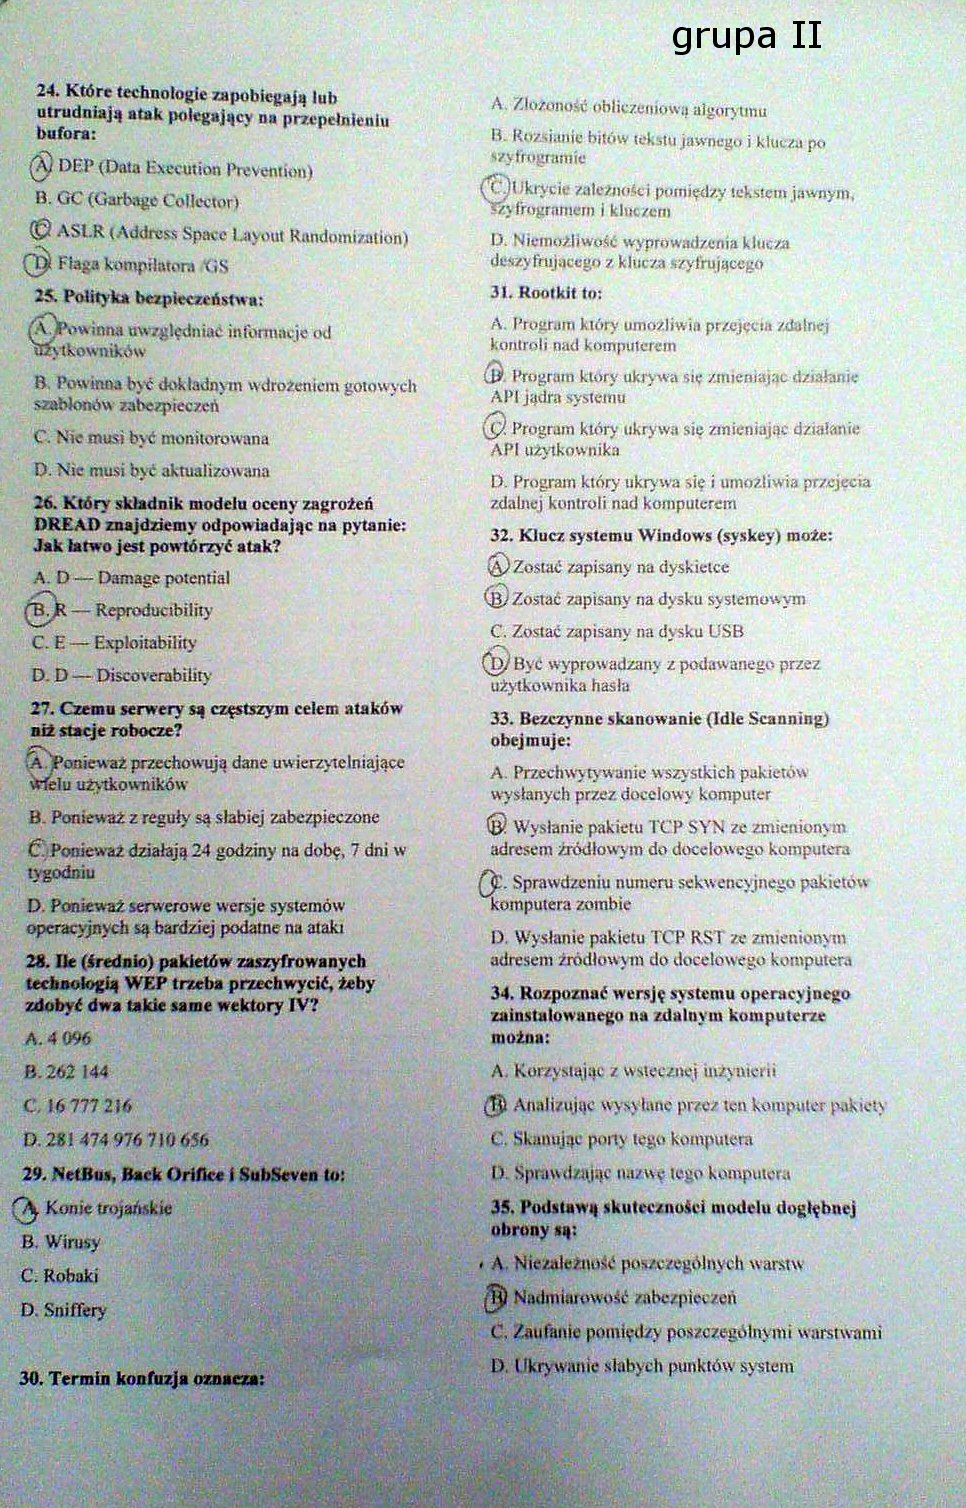 grupa II
24. Które technologie zapobiegają lub
utrudniają atak polegający na przepełnieniu
bufora:
A. DEP (Data Execution Prevention)
B. GC (Garbage Collector)
C. ASLR (Address Space Layout Randomization)
D. Flaga kompilatora /GS
25. Polityka bezpieczeństwa:
A. Powinna uwzględniać informacje od
użytkowników
B. Powinna być dokładnym wdrożeniem gotowych
szablonów zabezpieczeń
C. Nie musi być monitorowana
D. Nie musi być aktualizowana
26. Który składnik modelu oceny zagrożeń
DREAD znajdziemy odpowiadając na pytanie:
Jak łatwo jest powtórzyć atak?
A. D — Damage potential
B. R — Reproducibility
C. E — Exploitability
D. D — Discoverability
27. Czemu serwery są częstszym celem ataków
niż stacje robocze?
A. Ponieważ przechowują dane uwierzytelniające
wielu użytkowników
B. Ponieważ z reguły są słabiej zabezpieczone
C. Ponieważ działają 24 godziny na dobę, 7 dni w
tygodniu
D. Ponieważ serwerowe wersje systemów
operacyjnych są bardziej podatne na ataki
28. Ile (średnio) pakietów zaszyfrowanych
technologią WEP trzeba przechwycić, żeby
zdobyć dwa takie same wektory IV?
A. 4 096
B. 262 144
C. 16 777 216
D. 281 474 976 710 656
29. NetBus, Back Orifice i SubSeven to:
A. Konie trojańskie
B. Wirusy
C. Robaki
D. Sniffery
30. Termin konfuzja oznacza:
A. Złożoność obliczeniową algorytmu
B. Rozsianie bitów tekstu jawnego i klucza po
szyfrogramie
C. Ukrycie zależności pomiędzy tekstem jawnym,
szyfrogramem i kluczem
D. Niemożliwość wyprowadzenia klucza
deszyfrującego z klucza szyfrującego
31. Rootkit to:
A. Program który umożliwia przejęcia zdalnej
kontroli nad komputerem
B. Program który ukrywa się zmieniając działanie
API jądra systemu
C. Program który ukrywa się zmieniając działanie
API użytkownika
D. Program który ukrywa się i umożliwia przejęcia
zdalnej kontroli nad komputerem
32. Klucz systemu Windows (syskey) może:
A. Zostać zapisany na dyskietce
B. Zostać zapisany na dysku systemowym
C. Zostać zapisany na dysku USB
D. Być wyprowadzany z podawanego przez
użytkownika hasła
33. Bezczynne skanowanie (Idle Scanning)
obejmuje:
A. Przechwytywanie wszystkich pakietów
wysłanych przez docelowy komputer
B. Wysłanie pakietu TCP SYN ze zmienionym
adresem źródłowym do docelowego komputera
C. Sprawdzeniu numeru sekwencyjnego pakietów
komputera zombie
D. Wysłanie pakietu TCP RST ze zmienionym
adresem źródłowym do docelowego komputera
34. Rozpoznać wersję systemu operacyjnego
zainstalowanego na zdalnym komputerze
można:
A. Korzystając z wstecznej inżynierii
B. Analizując wysyłane przez ten komputer pakiety
C. Skanując porty tego komputera
D. Sprawdzając nazwę tego komputera
35. Podstawą skuteczności modelu dogłębnej
obrony są:
A. Niezależność poszczególnych warstw
B. Nadmiarowość zabezpieczeń
C. Zaufanie pomiędzy poszczególnymi warstwami
D. Ukrywanie słabych punktów system